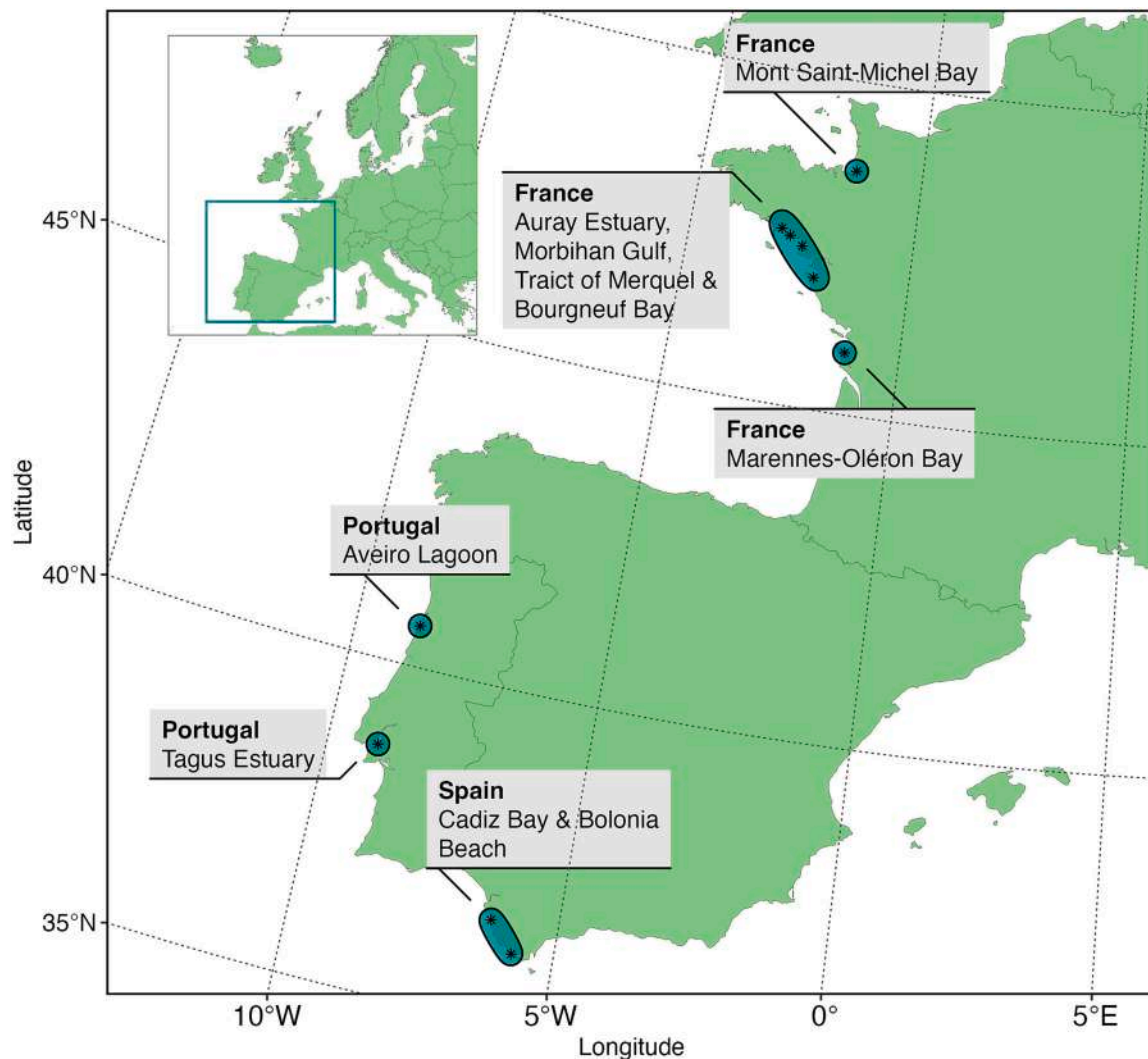 France
Mont Saint-Michel Bay
France
Auray Estuary,
Morbihan Gulf,
Traict of Merquel &
Bourgneuf Bay
France
Marennes-Oléron Bay
Portugal
Aveiro Lagoon
Portugal
Tagus Estuary
Spain
Cadiz Bay & Bolonia
Beach
45°N
40°N
35°N
Latitude
10°W
5°W
0°
5°E
Longitude